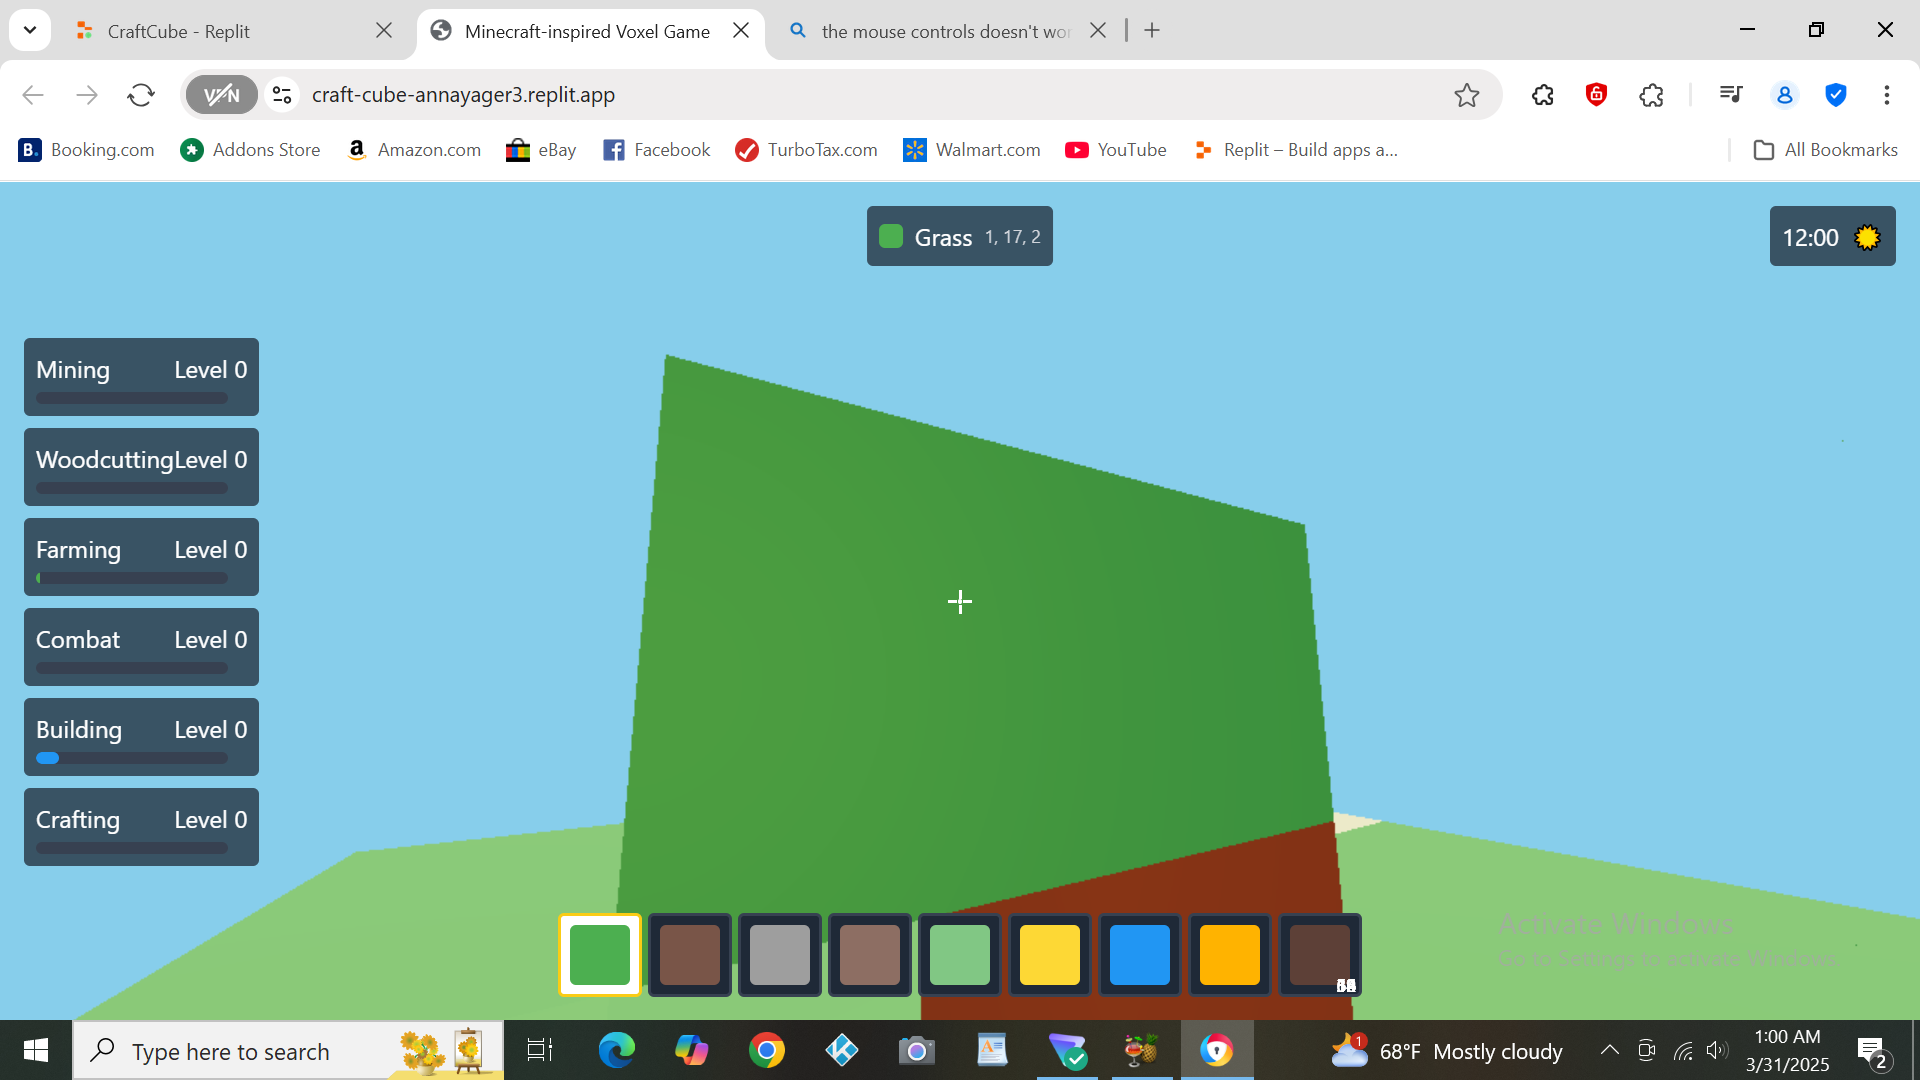 CraftCube - Replit
Minecraft-inspired Voxel Game
the mouse controls doesn't wor
VPN
craft-cube-annayager3.replit.app
B. Booking.com
Addons Store
Amazon.com
eBay
Facebook
TurboTax.com
Walmart.com
YouTube
Replit – Build apps a...
All Bookmarks
Grass 1, 17, 2
12:00
Mining Level 0
Woodcutting Level 0
Farming Level 0
Combat Level 0
Building Level 0
Crafting Level 0
Activate Windows
Go to Settings to activate Windows.
Type here to search
1
68°F Mostly cloudy
1:00 AM
3/31/2025
2